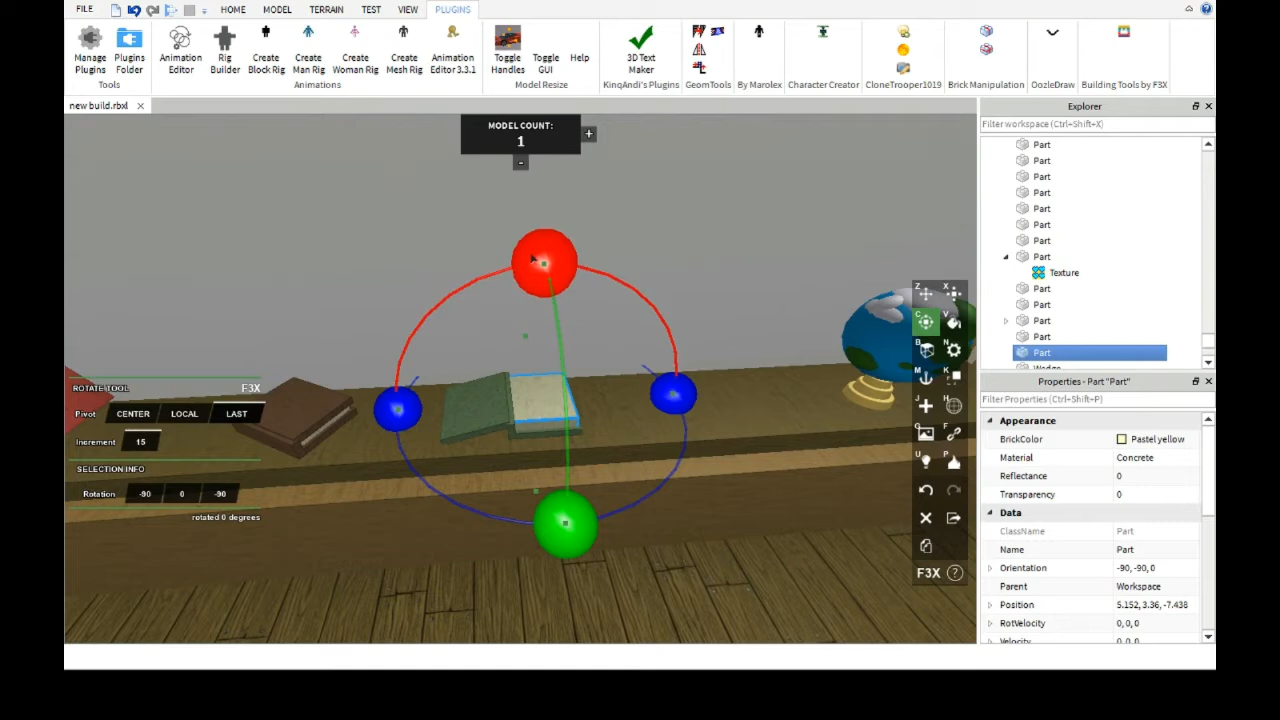 FILE HOME MODEL TERRAIN TEST VIEW PLUGINS
Manage Plugins
Plugins Folder
Tools
Animation Editor
Rig Builder
Create Block Rig
Create Man Rig
Create Woman Rig
Create Mesh Rig
Animation Editor 3.3.1
Animations
Toggle Handles
Toggle GUI
Help
Model Resize
3D Text Maker
KinqAndi's Plugins
GeomTools
By Marolex
Character Creator
CloneTrooper1019
Brick Manipulation
OozleDraw
Building Tools by F3X
new build.rbxl
MODEL COUNT:
1
+
-
ROTATE TOOL F3X
Pivot CENTER LOCAL LAST
Increment 15
SELECTION INFO
Rotation -90 0 -90
rotated 0 degrees
Z X
C V
B N
M K
J H
G F
U P
F3X ?
Explorer
Filter workspace (Ctrl+Shift+X)
Part
Part
Part
Part
Part
Part
Part
Part
Texture
Part
Part
Part
Part
Part
Wedge
Properties - Part "Part"
Filter Properties (Ctrl+Shift+P)
Appearance
BrickColor Pastel yellow
Material Concrete
Reflectance 0
Transparency 0
Data
ClassName Part
Name Part
Orientation -90, -90, 0
Parent Workspace
Position 5.152, 3.36, -7.438
RotVelocity 0, 0, 0
Velocity 0, 0, 0